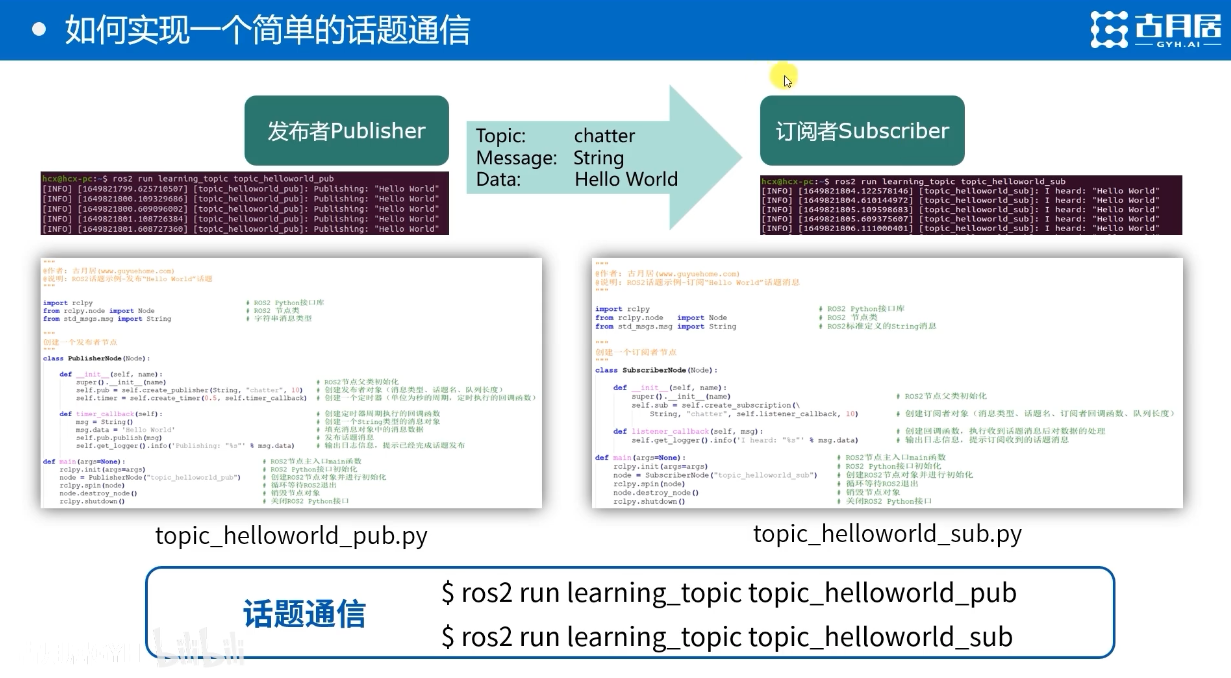 如何实现一个简单的话题通信
古月居
GYH.AI
发布者Publisher
Topic: chatter
Message: String
Data: Hello World
订阅者Subscriber
hcx@hcx-pc:~$ ros2 run learning_topic topic_helloworld_pub
[INFO] [1649821799.625710507] [topic_helloworld_pub]: Publishing: "Hello World"
[INFO] [1649821800.109329686] [topic_helloworld_pub]: Publishing: "Hello World"
[INFO] [1649821800.609096002] [topic_helloworld_pub]: Publishing: "Hello World"
[INFO] [1649821801.108726384] [topic_helloworld_pub]: Publishing: "Hello World"
[INFO] [1649821801.608727360] [topic_helloworld_pub]: Publishing: "Hello World"
hcx@hcx-pc:~$ ros2 run learning_topic topic_helloworld_sub
[INFO] [1649821804.122578146] [topic_helloworld_sub]: I heard: "Hello World"
[INFO] [1649821804.610144972] [topic_helloworld_sub]: I heard: "Hello World"
[INFO] [1649821805.109598683] [topic_helloworld_sub]: I heard: "Hello World"
[INFO] [1649821805.609375607] [topic_helloworld_sub]: I heard: "Hello World"
[INFO] [1649821806.111000401] [topic_helloworld_sub]: I heard: "Hello World"
"""
#作者: 古月居(www.guyuehome.com)
#说明: ROS2话题示例-发布"Hello World"话题
"""
import rclpy # ROS2 Python接口库
from rclpy.node import Node # ROS2 节点类
from std_msgs.msg import String # 字符串消息类型
"""
创建一个发布者节点
"""
class PublisherNode(Node):
def __init__(self, name):
super().__init__(name) # ROS2节点父类初始化
self.pub = self.create_publisher(String, "chatter", 10) # 创建发布者对象（消息类型、话题名、队列长度）
self.timer = self.create_timer(0.5, self.timer_callback) # 创建一个定时器（单位为秒的周期，定时执行的回调函数）
def timer_callback(self): # 创建定时器周期执行的回调函数
msg = String() # 创建一个String类型的消息对象
msg.data = 'Hello World' # 填充消息对象中的消息数据
self.pub.publish(msg) # 发布话题消息
self.get_logger().info('Publishing: "%s"' % msg.data) # 输出日志信息，提示已经完成话题发布
def main(args=None): # ROS2节点主入口main函数
rclpy.init(args=args) # ROS2 Python接口初始化
node = PublisherNode("topic_helloworld_pub") # 创建ROS2节点对象并进行初始化
rclpy.spin(node) # 循环等待ROS2退出
node.destroy_node() # 销毁节点对象
rclpy.shutdown() # 关闭ROS2 Python接口
"""
#作者: 古月居(www.guyuehome.com)
#说明: ROS2话题示例-订阅"Hello World"话题消息
"""
import rclpy # ROS2 Python接口库
from rclpy.node import Node # ROS2 节点类
from std_msgs.msg import String # ROS2标准定义的String消息
"""
创建一个订阅者节点
"""
class SubscriberNode(Node):
def __init__(self, name):
super().__init__(name) # ROS2节点父类初始化
self.sub = self.create_subscription(\
String, "chatter", self.listener_callback, 10) # 创建订阅者对象（消息类型、话题名、订阅者回调函数、队列长度）
def listener_callback(self, msg): # 创建回调函数，执行收到话题消息后对数据的处理
self.get_logger().info('I heard: "%s"' % msg.data) # 输出日志信息，提示订阅收到的话题消息
def main(args=None): # ROS2节点主入口main函数
rclpy.init(args=args) # ROS2 Python接口初始化
node = SubscriberNode("topic_helloworld_sub") # 创建ROS2节点对象并进行初始化
rclpy.spin(node) # 循环等待ROS2退出
node.destroy_node() # 销毁节点对象
rclpy.shutdown() # 关闭ROS2 Python接口
topic_helloworld_pub.py
topic_helloworld_sub.py
话题通信
$ ros2 run learning_topic topic_helloworld_pub
$ ros2 run learning_topic topic_helloworld_sub
bilibili